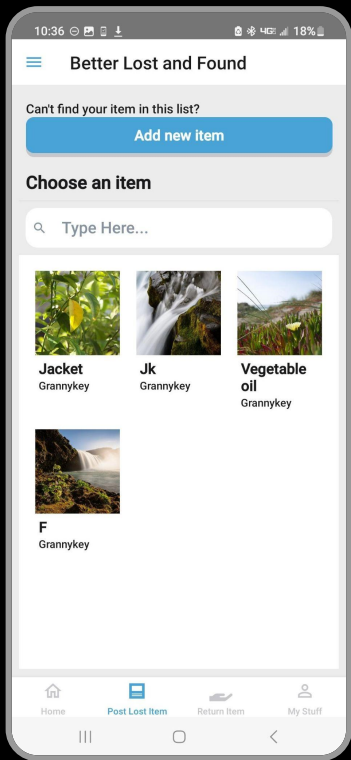 10:36 4GE 18%
Better Lost and Found
Can't find your item in this list?
Add new item
Choose an item
Type Here...
Jacket
Grannykey
Jk
Grannykey
Vegetable
oil
Grannykey
F
Grannykey
Home
Post Lost Item
Return Item
My Stuff